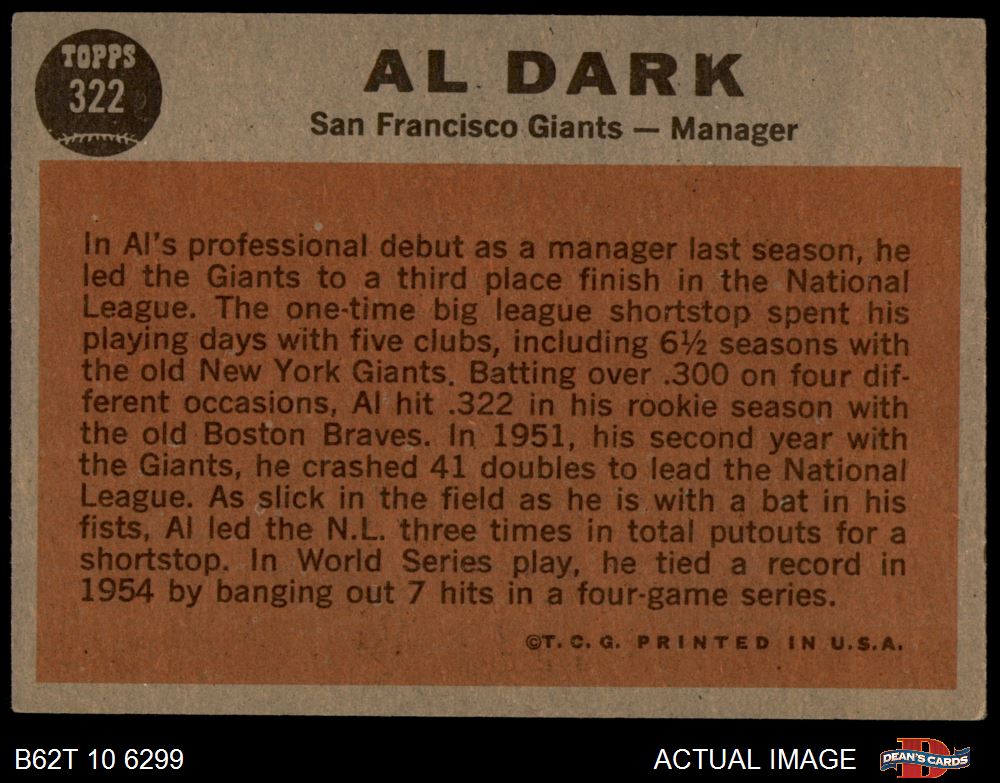 TOPPS
322
AL DARK
San Francisco Giants — Manager
In Al's professional debut as a manager last season, he
led the Giants to a third place finish in the National
League. The one-time big league shortstop spent his
playing days with five clubs, including 6½ seasons with
the old New York Giants. Batting over .300 on four dif-
ferent occasions, Al hit .322 in his rookie season with
the old Boston Braves. In 1951, his second year with
the Giants, he crashed 41 doubles to lead the National
League. As slick in the field as he is with a bat in his
fists, Al led the N.L. three times in total putouts for a
shortstop. In World Series play, he tied a record in
1954 by banging out 7 hits in a four-game series.
©T. C. G. PRINTED IN U.S.A.
B62T 10 6299
ACTUAL IMAGE
DEAN'S CARDS